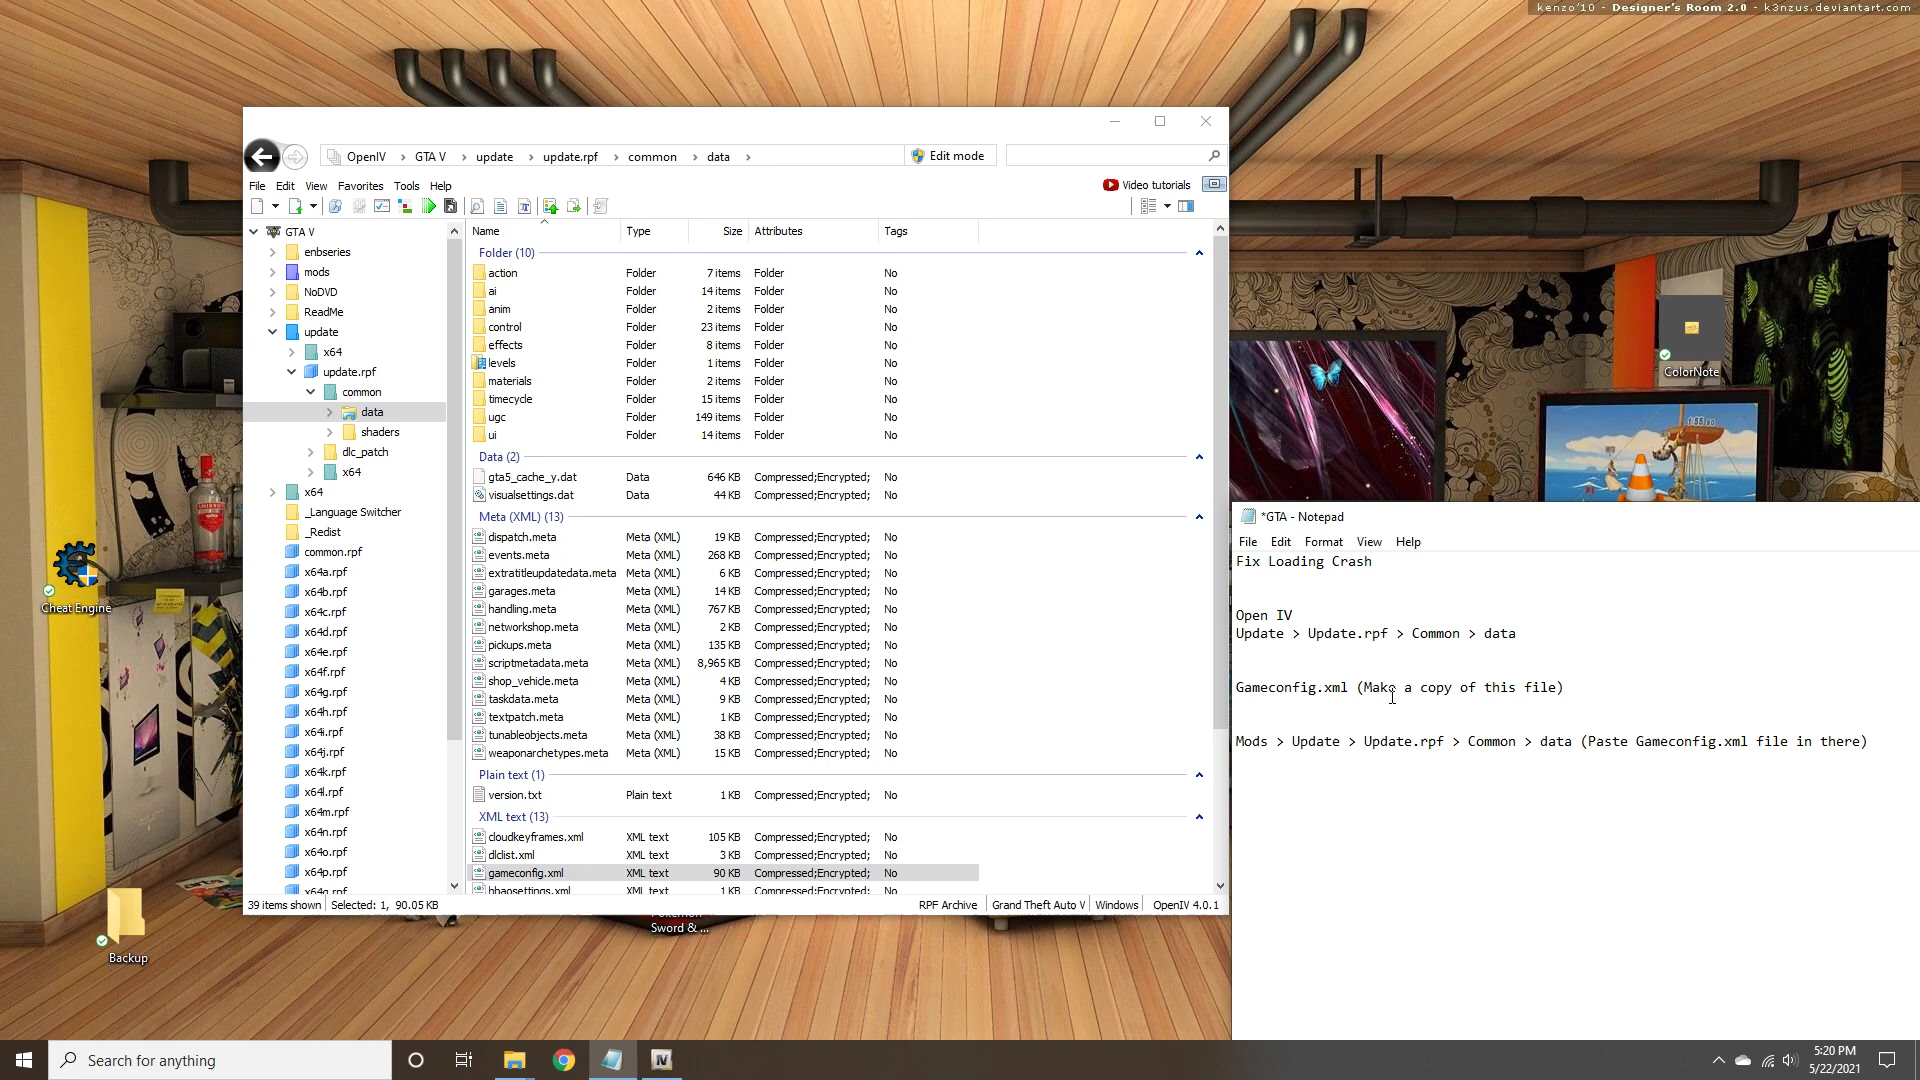 kenzo'10 - Designer's Room 2.0 - k3nzus.deviantart.com
OpenIV GTA V update update.rpf common data
Edit mode
File Edit View Favorites Tools Help
Video tutorials
GTA V
enbseries
mods
NoDVD
ReadMe
update
x64
update.rpf
common
data
shaders
dlc_patch
x64
x64
_Language Switcher
_Redist
common.rpf
x64a.rpf
x64b.rpf
x64c.rpf
x64d.rpf
x64e.rpf
x64f.rpf
x64g.rpf
x64h.rpf
x64i.rpf
x64j.rpf
x64k.rpf
x64l.rpf
x64m.rpf
x64n.rpf
x64o.rpf
x64p.rpf
x64q.rpf
Name Type Size Attributes Tags
Folder (10)
action Folder 7 items Folder No
ai Folder 14 items Folder No
anim Folder 2 items Folder No
control Folder 23 items Folder No
effects Folder 8 items Folder No
levels Folder 1 items Folder No
materials Folder 2 items Folder No
timecycle Folder 15 items Folder No
ugc Folder 149 items Folder No
ui Folder 14 items Folder No
Data (2)
gta5_cache_y.dat Data 646 KB Compressed;Encrypted; No
visualsettings.dat Data 44 KB Compressed;Encrypted; No
Meta (XML) (13)
dispatch.meta Meta (XML) 19 KB Compressed;Encrypted; No
events.meta Meta (XML) 268 KB Compressed;Encrypted; No
extratitleupdatedata.meta Meta (XML) 6 KB Compressed;Encrypted; No
garages.meta Meta (XML) 14 KB Compressed;Encrypted; No
handling.meta Meta (XML) 767 KB Compressed;Encrypted; No
networkshop.meta Meta (XML) 2 KB Compressed;Encrypted; No
pickups.meta Meta (XML) 135 KB Compressed;Encrypted; No
scriptmetadata.meta Meta (XML) 8,965 KB Compressed;Encrypted; No
shop_vehicle.meta Meta (XML) 4 KB Compressed;Encrypted; No
taskdata.meta Meta (XML) 9 KB Compressed;Encrypted; No
textpatch.meta Meta (XML) 1 KB Compressed;Encrypted; No
tunableobjects.meta Meta (XML) 38 KB Compressed;Encrypted; No
weaponarchetypes.meta Meta (XML) 15 KB Compressed;Encrypted; No
Plain text (1)
version.txt Plain text 1 KB Compressed;Encrypted; No
XML text (13)
cloudkeyframes.xml XML text 105 KB Compressed;Encrypted; No
dlclist.xml XML text 3 KB Compressed;Encrypted; No
gameconfig.xml XML text 90 KB Compressed;Encrypted; No
hbaosettings.xml XML text 1 KB Compressed;Encrypted; No
39 items shown Selected: 1, 90.05 KB RPF Archive Grand Theft Auto V Windows OpenIV 4.0.1
ColorNote
1:55:00
*GTA - Notepad
File Edit Format View Help
Fix Loading Crash
Open IV
Update > Update.rpf > Common > data
Gameconfig.xml (Make a copy of this file)
Mods > Update > Update.rpf > Common > data (Paste Gameconfig.xml file in there)
Cheat Engine
Backup
Pokemon
Sword & ...
Search for anything
5:20 PM
5/22/2021